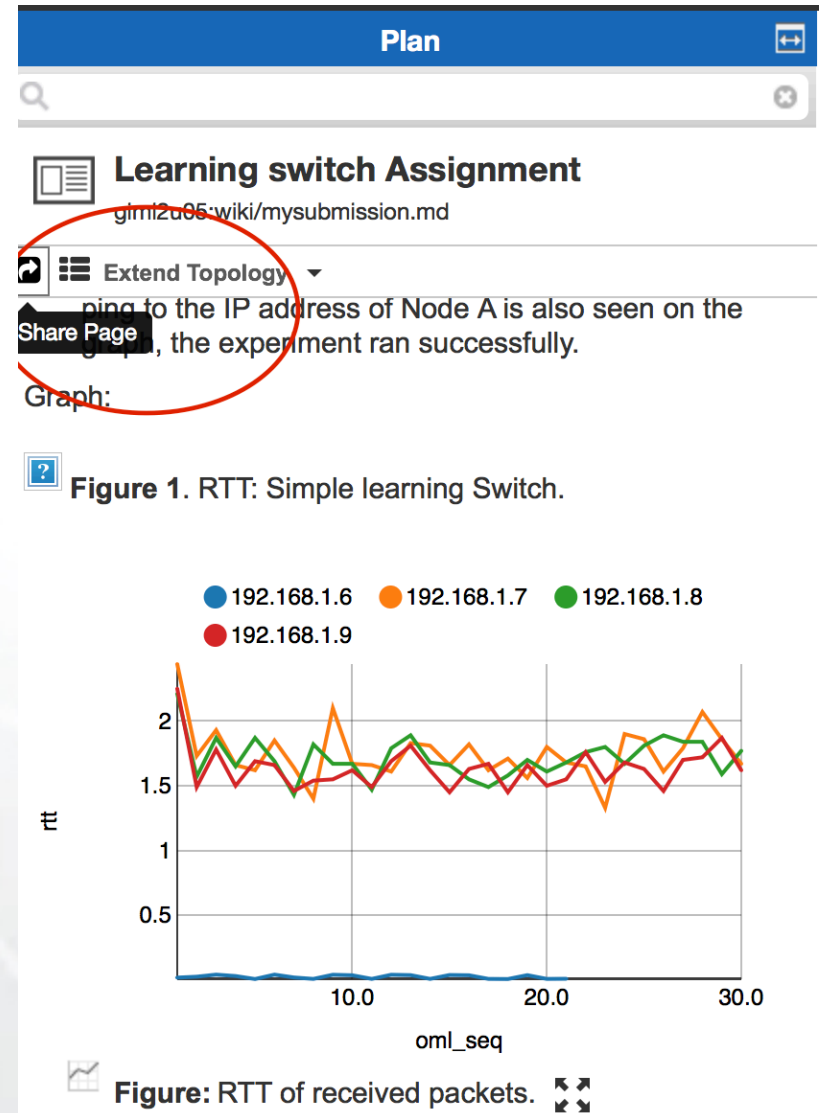 Plan
Learning switch Assignment
gimi2u05:wiki/mysubmission.md
Extend Topology
ping to the IP address of Node A is also seen on the
Share Page
graph, the experiment ran successfully.
Graph:
?
Figure 1. RTT: Simple learning Switch.
192.168.1.6 192.168.1.7 192.168.1.8
192.168.1.9
2
1.5
rtt
1
0.5
10.0 20.0 30.0
oml_seq
Figure: RTT of received packets.